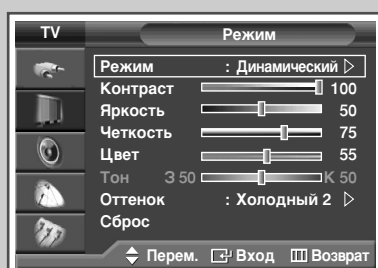 TV Режим
Режим : Динамический
Контраст 100
Яркость 50
Четкость 75
Цвет 55
Тон З 50 К 50
Оттенок : Холодный 2
Сброс
Перем. Вход Возврат